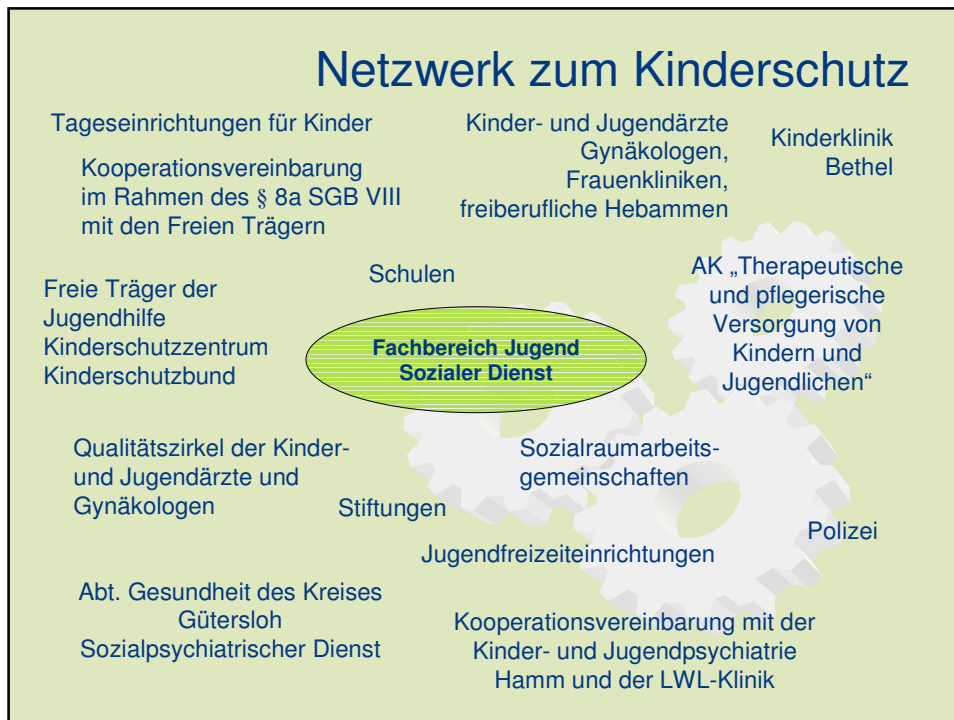 Netzwerk zum Kinderschutz
Tageseinrichtungen für Kinder
Kooperationsvereinbarung
im Rahmen des § 8a SGB VIII
mit den Freien Trägern
Kinder- und Jugendärzte
Gynäkologen,
Frauenkliniken,
freiberufliche Hebammen
Kinderklinik
Bethel
Schulen
Freie Träger der
Jugendhilfe
Kinderschutzzentrum
Kinderschutzbund
Fachbereich Jugend
Sozialer Dienst
AK „Therapeutische
und pflegerische
Versorgung von
Kindern und
Jugendlichen“
Qualitätszirkel der Kinder-
und Jugendärzte und
Gynäkologen
Stiftungen
Sozialraumarbeits-
gemeinschaften
Polizei
Jugendfreizeiteinrichtungen
Abt. Gesundheit des Kreises
Gütersloh
Sozialpsychiatrischer Dienst
Kooperationsvereinbarung mit der
Kinder- und Jugendpsychiatrie
Hamm und der LWL-Klinik